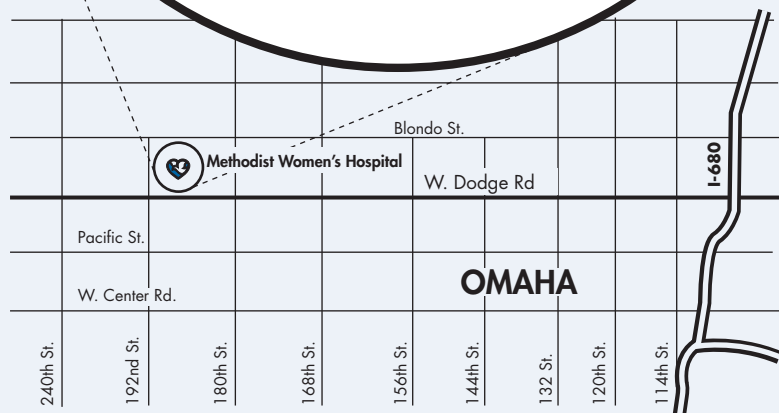 Blondo St.
I-680
Methodist Women's Hospital
W. Dodge Rd
Pacific St.
OMAHA
W. Center Rd.
240th St.
192nd St.
180th St.
168th St.
156th St.
144th St.
132 St.
120th St.
114th St.